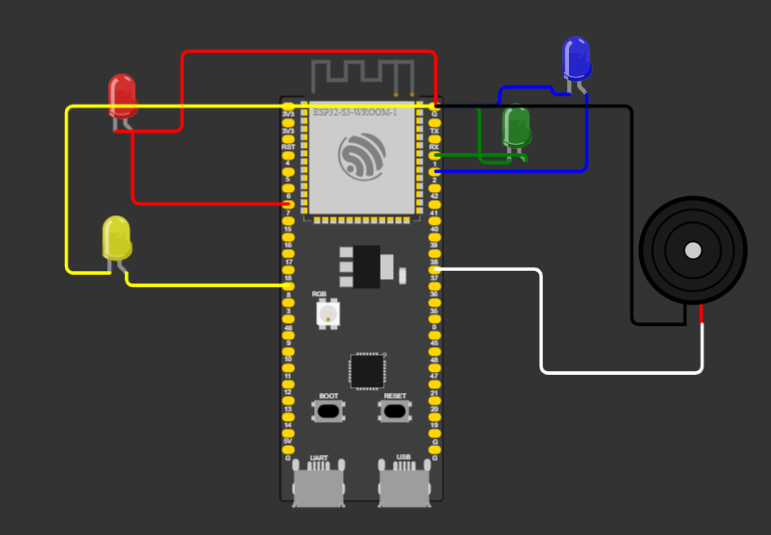 ESP32-S3-WROOM-1
3V3
3V3
RST
4
5
6
7
15
16
17
18
8
3
46
9
10
11
12
13
14
5V
G
G
TX
RX
1
2
42
41
40
39
38
37
36
35
0
45
48
47
21
20
19
G
G
RGB
BOOT
RESET
UART
USB